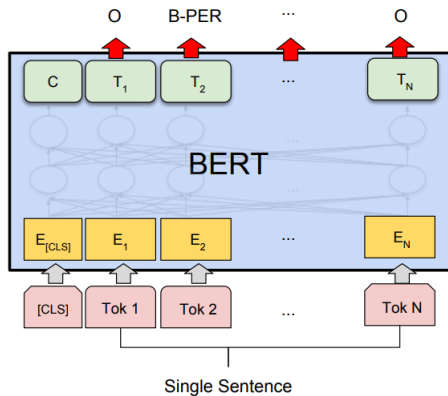 O B-PER ... O
C T1 T2 ... TN
...
BERT
...
E[CLS] E1 E2 ... EN
[CLS] Tok 1 Tok 2 ... Tok N
Single Sentence